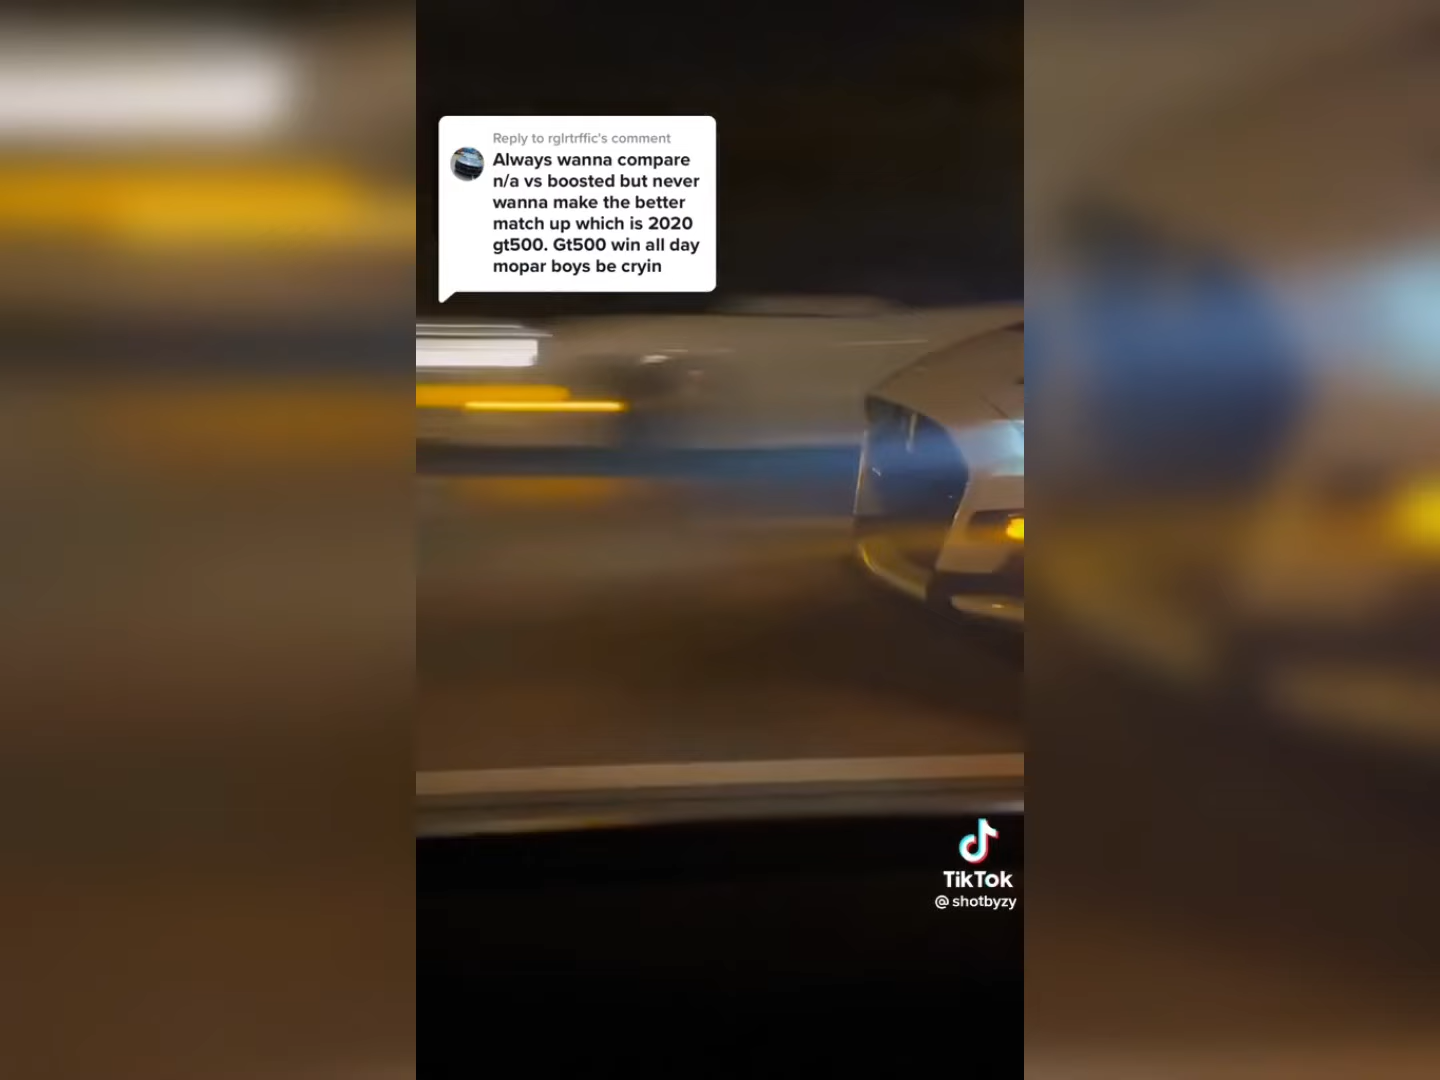 Reply to rglrtrffic's comment
Always wanna compare
n/a vs boosted but never
wanna make the better
match up which is 2020
gt500. Gt500 win all day
mopar boys be cryin
TikTok
@ shotbyzy